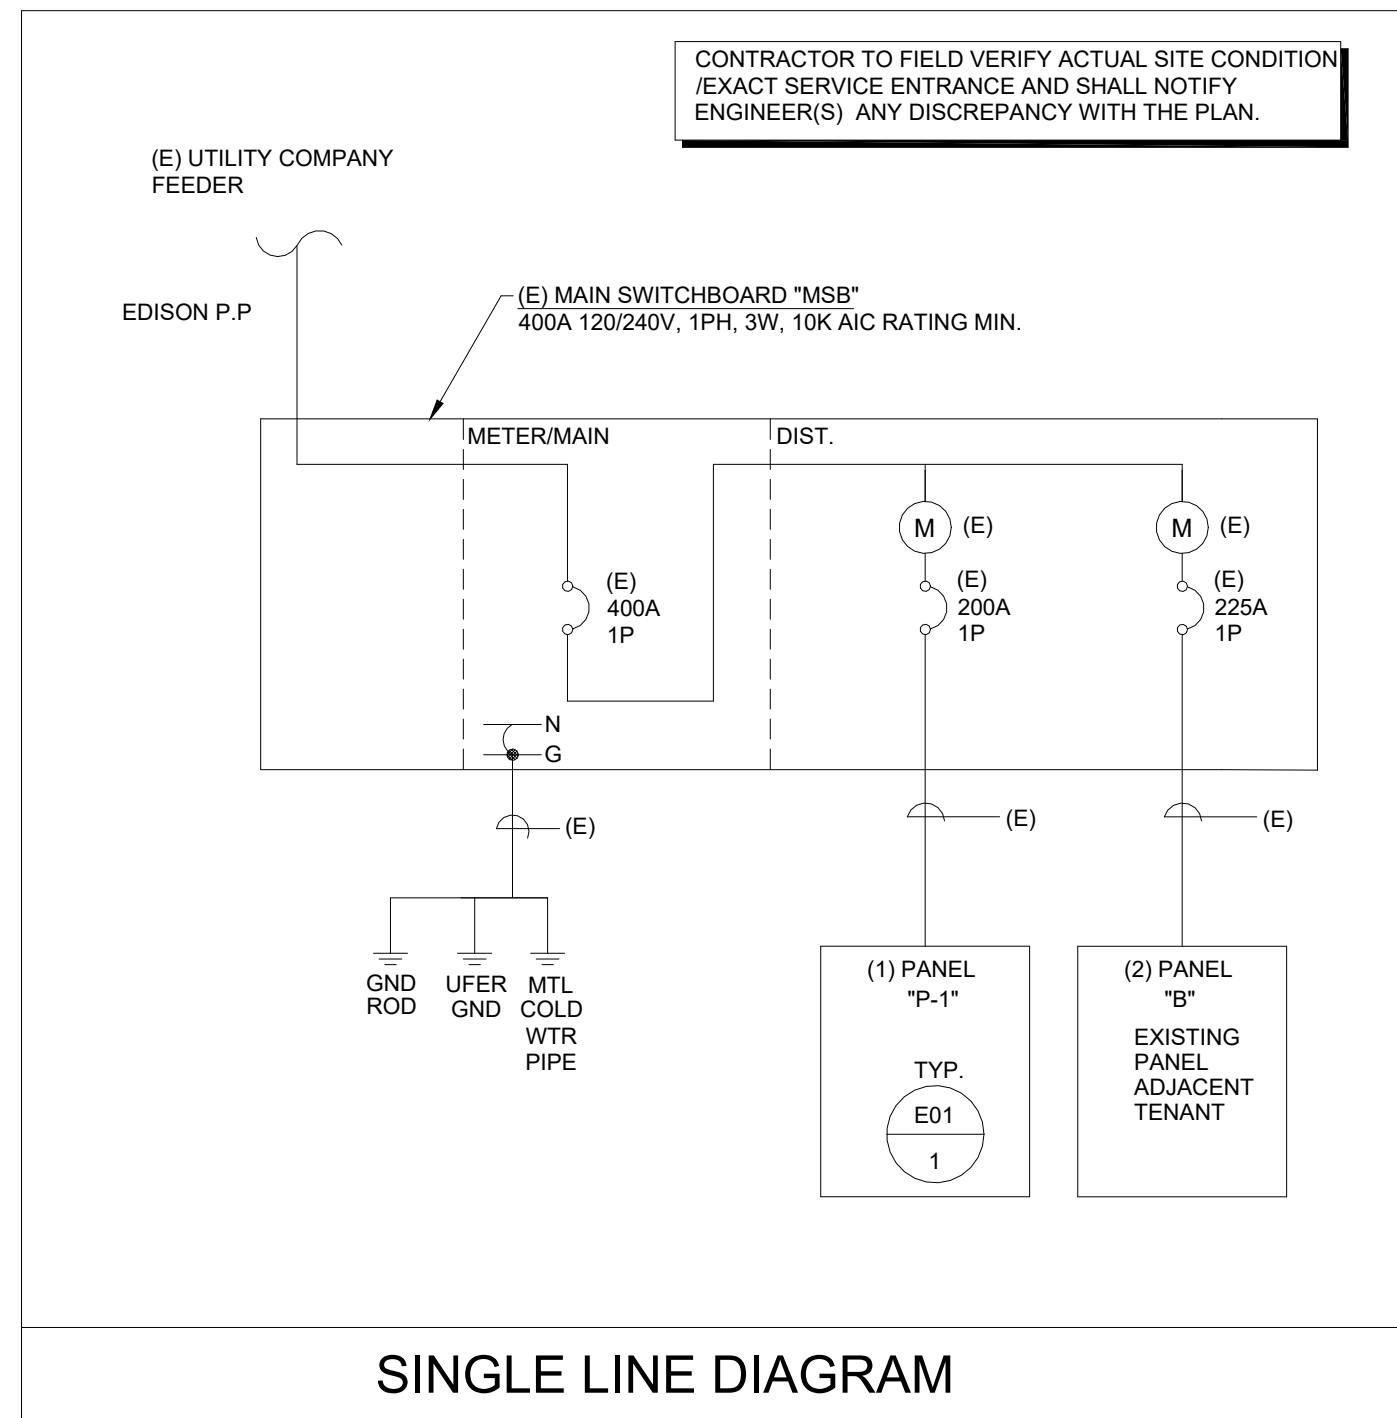 CONTRACTOR TO FIELD VERIFY ACTUAL SITE CONDITION
/EXACT SERVICE ENTRANCE AND SHALL NOTIFY
ENGINEER(S) ANY DISCREPANCY WITH THE PLAN.
(E) UTILITY COMPANY
FEEDER
EDISON P.P
(E) MAIN SWITCHBOARD "MSB"
400A 120/240V, 1PH, 3W, 10K AIC RATING MIN.
METER/MAIN
DIST.
M
(E)
M
(E)
(E)
400A
1P
(E)
200A
1P
(E)
225A
1P
N
G
(E)
(E)
(E)
GND
ROD
UFER
GND
MTL
COLD
WTR
PIPE
(1) PANEL
"P-1"
TYP.
E01
1
(2) PANEL
"B"
EXISTING
PANEL
ADJACENT
TENANT
SINGLE LINE DIAGRAM